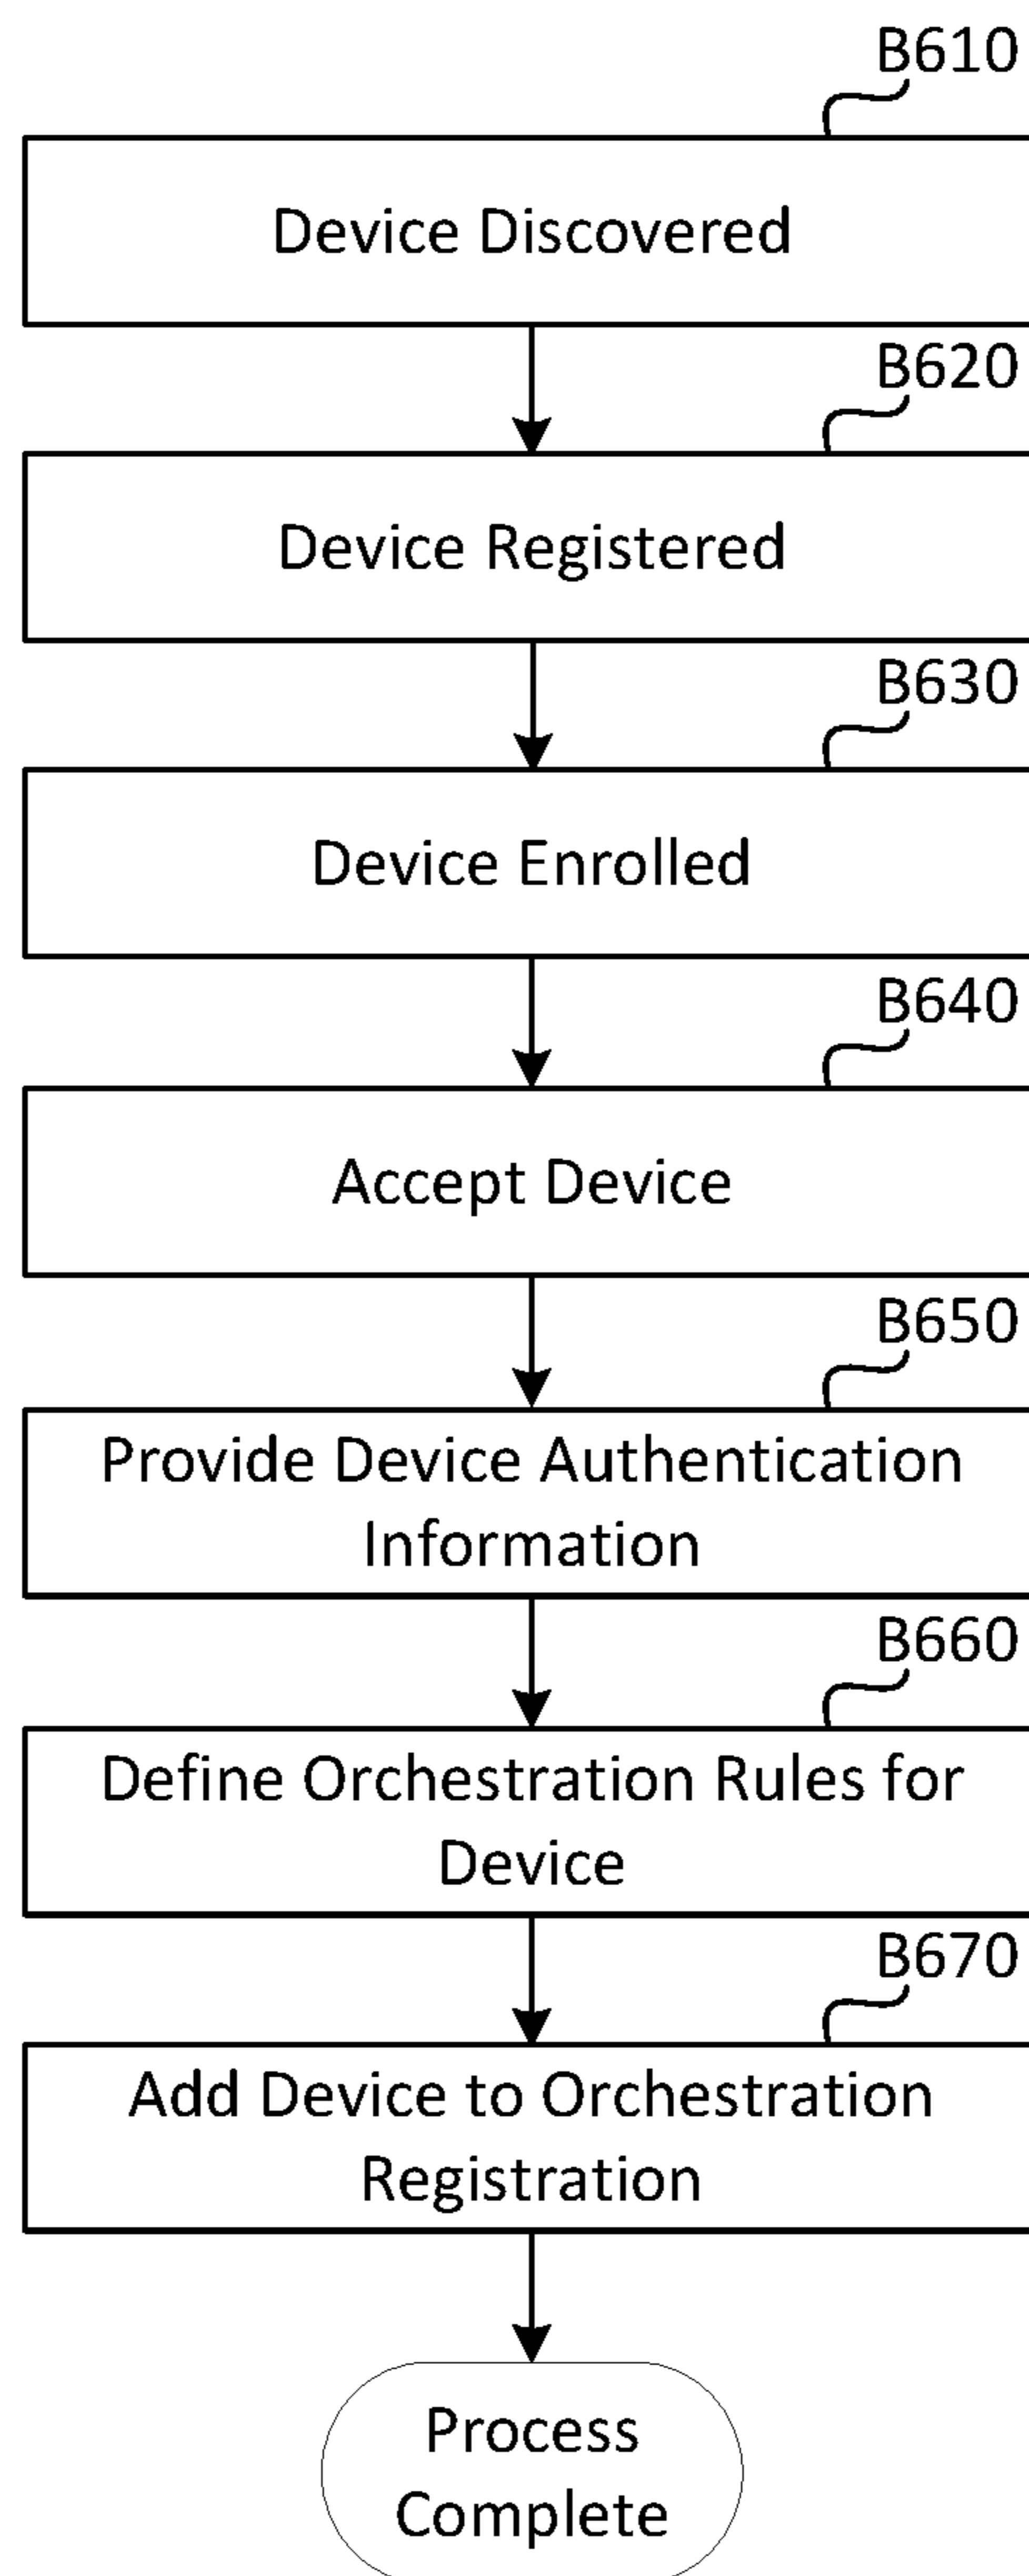 B610
Device Discovered
B620
Device Registered
B630
Device Enrolled
B640
Accept Device
B650
Provide Device Authentication
Information
B660
Define Orchestration Rules for
Device
B670
Add Device to Orchestration
Registration
Process
Complete